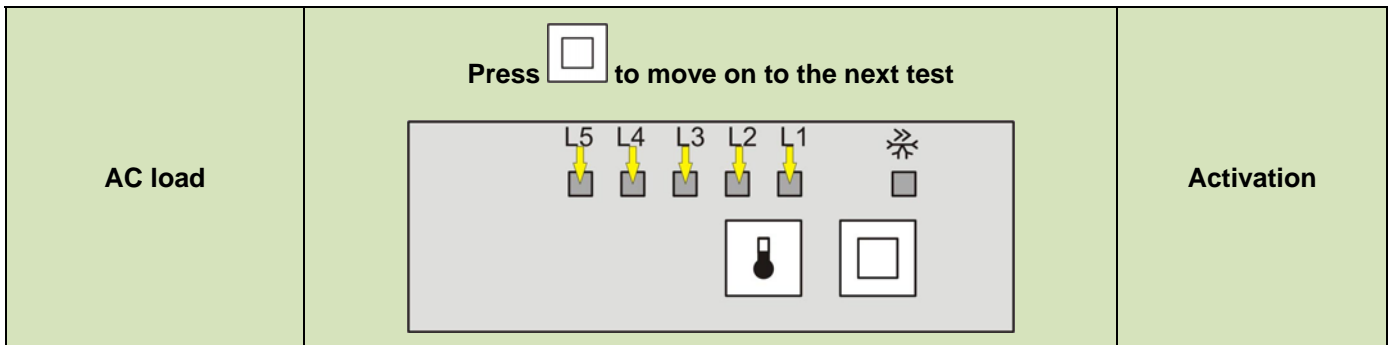 AC load
Press to move on to the next test
L5 L4 L3 L2 L1
Activation